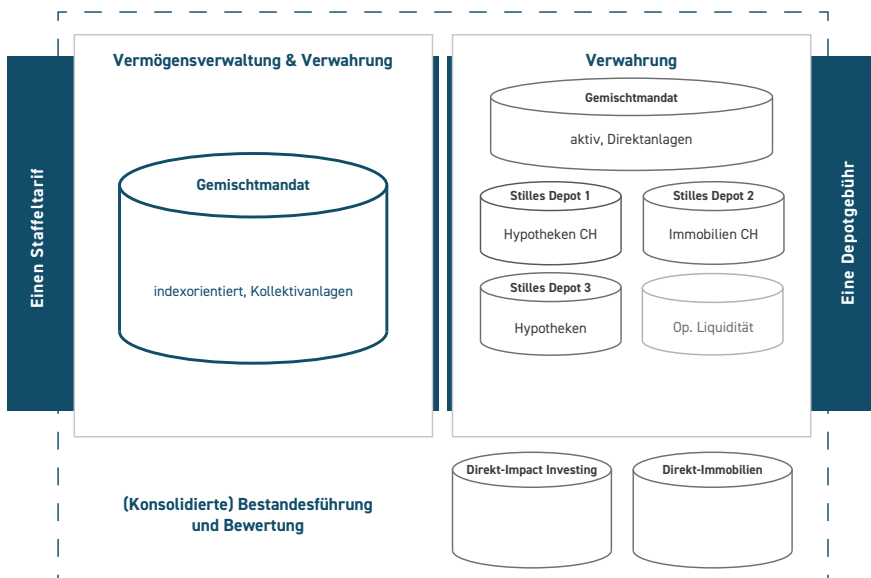 Einen Staffeltarif
Vermögensverwaltung & Verwahrung
Gemischtmandat
indexorientiert, Kollektivanlagen
Verwahrung
Gemischtmandat
aktiv, Direktanlagen
Stilles Depot 1
Hypotheken CH
Stilles Depot 2
Immobilien CH
Stilles Depot 3
Hypotheken
Op. Liquidität
Eine Depotgebühr
(Konsolidierte) Bestandesführung
und Bewertung
Direkt-Impact Investing
Direkt-Immobilien